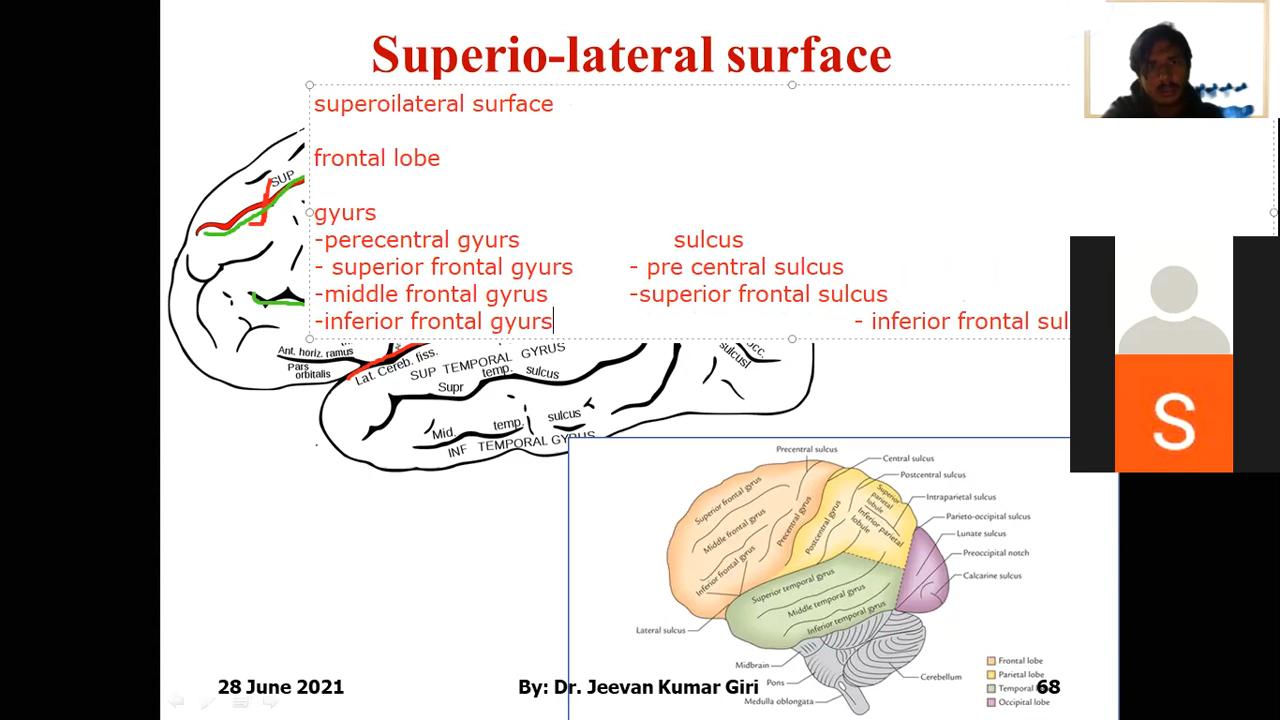 Superio-lateral surface
superoilateral surface
frontal lobe
gyurs
-perecentral gyurs sulcus
- superior frontal gyurs - pre central sulcus
-middle frontal gyrus -superior frontal sulcus
-inferior frontal gyurs - inferior frontal sul
SUP
Ant. horiz. ramus
Pars
orbitalis
Lat. Cereb. fiss.
SUP TEMPORAL GYRUS
Supr temp. sulcus
Mid. temp. sulcus
INF TEMPORAL GYRUS
occ.
sulcus!
S
Precentral sulcus
Central sulcus
Postcentral sulcus
Intraparietal sulcus
Parieto-occipital sulcus
Lunate sulcus
Preoccipital notch
Calcarine sulcus
Superior frontal gyrus
Middle frontal gyrus
Inferior frontal gyrus
Precentral gyrus
Postcentral gyrus
Superior
parietal
lobule
Inferior parietal
lobule
Superior temporal gyrus
Middle temporal gyrus
Inferior temporal gyrus
Lateral sulcus
Midbrain
Pons
Medulla oblongata
Cerebellum
Frontal lobe
Parietal lobe
Temporal
Occipital lobe
28 June 2021 By: Dr. Jeevan Kumar Giri 68